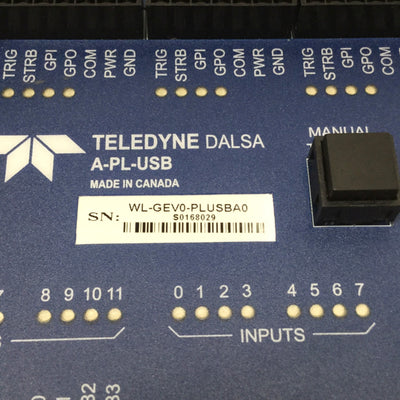 TRIG STRB GPI GPO COM PWR GND TRIG STRB GPI GPO COM PWR GND TRIG STRB GPI GPO COM
TELEDYNE DALSA
A-PL-USB
MADE IN CANADA
MANUAL
SN: WL-GEV0-PLUSBA0
S0168029
8 9 10 11 0 1 2 3 4 5 6 7
INPUTS